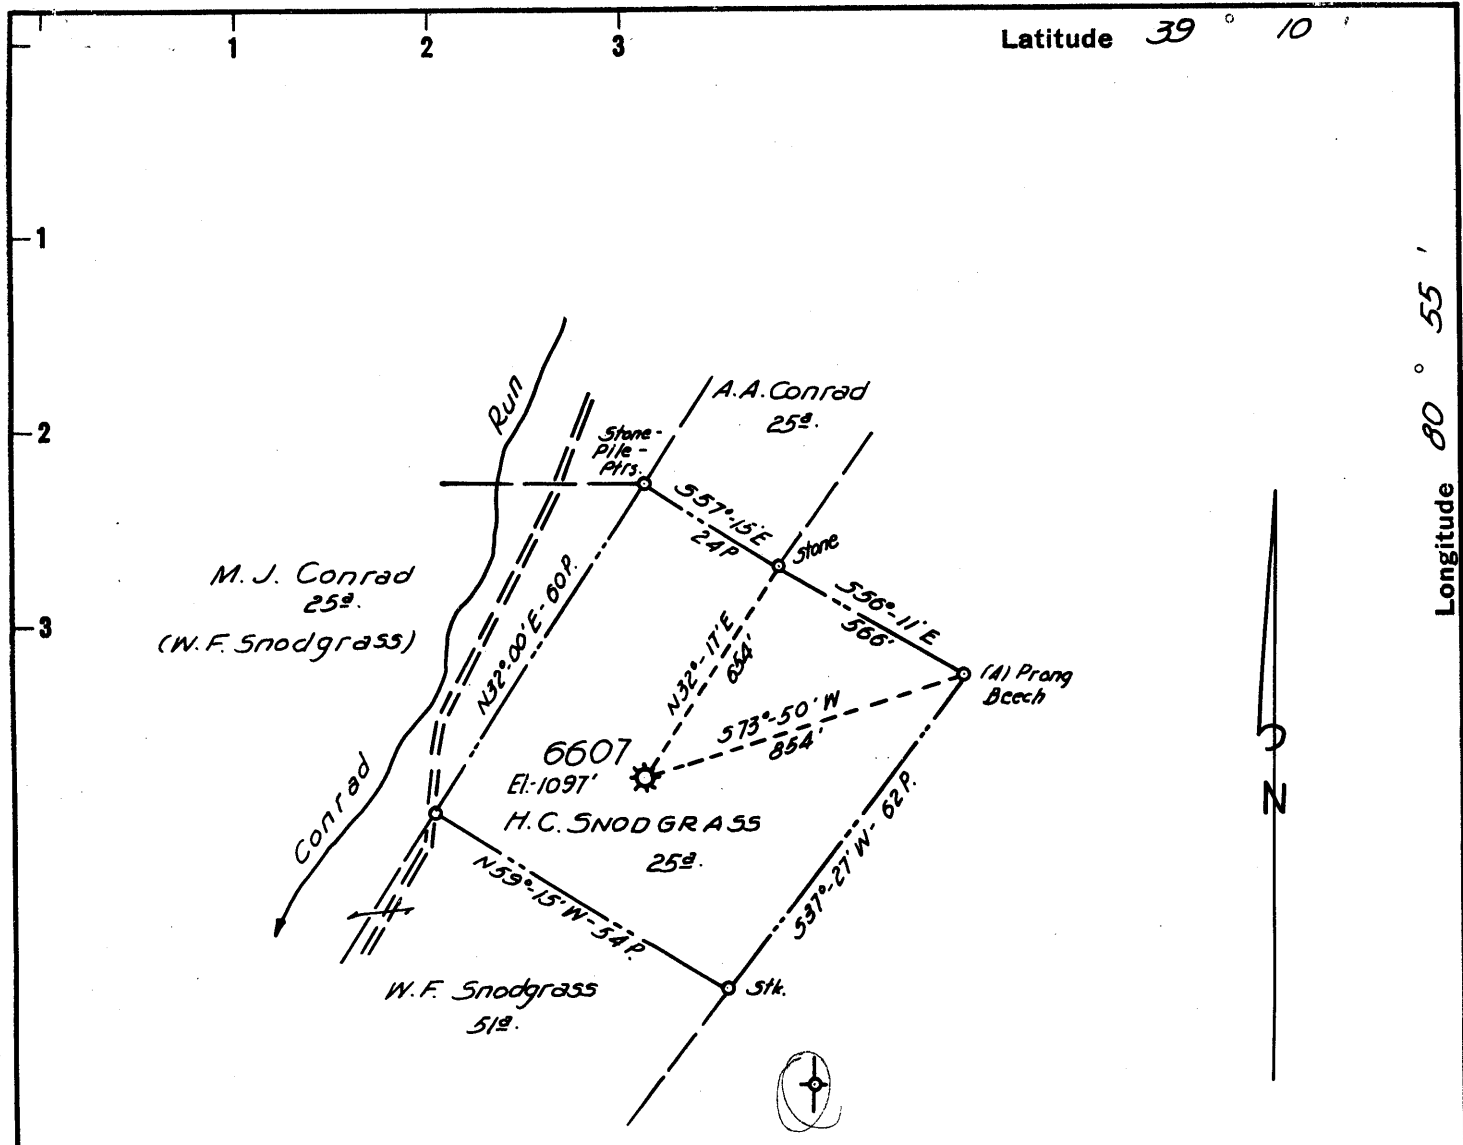 Latitude 39 ° 10 '
1 2 3
1
2
3
Longitude 80 ° 55 '
Run
A.A. Conrad
25a.
Stone-
Pile-
Ptrs.
S57°-15'E
24P
Stone
M. J. Conrad
25a.
(W. F. Snodgrass)
N32°-00'E-60P.
S56°-11'E
566'
N32°-17'E
654'
(A) Prong
Beech
S73°-50'W
854'
6607
El:-1097'
H.C. SNODGRASS
25a.
Conrad
N59°-15'W-54P.
S37°-27'W-62P.
W.F. Snodgrass
51a.
Stk.
N